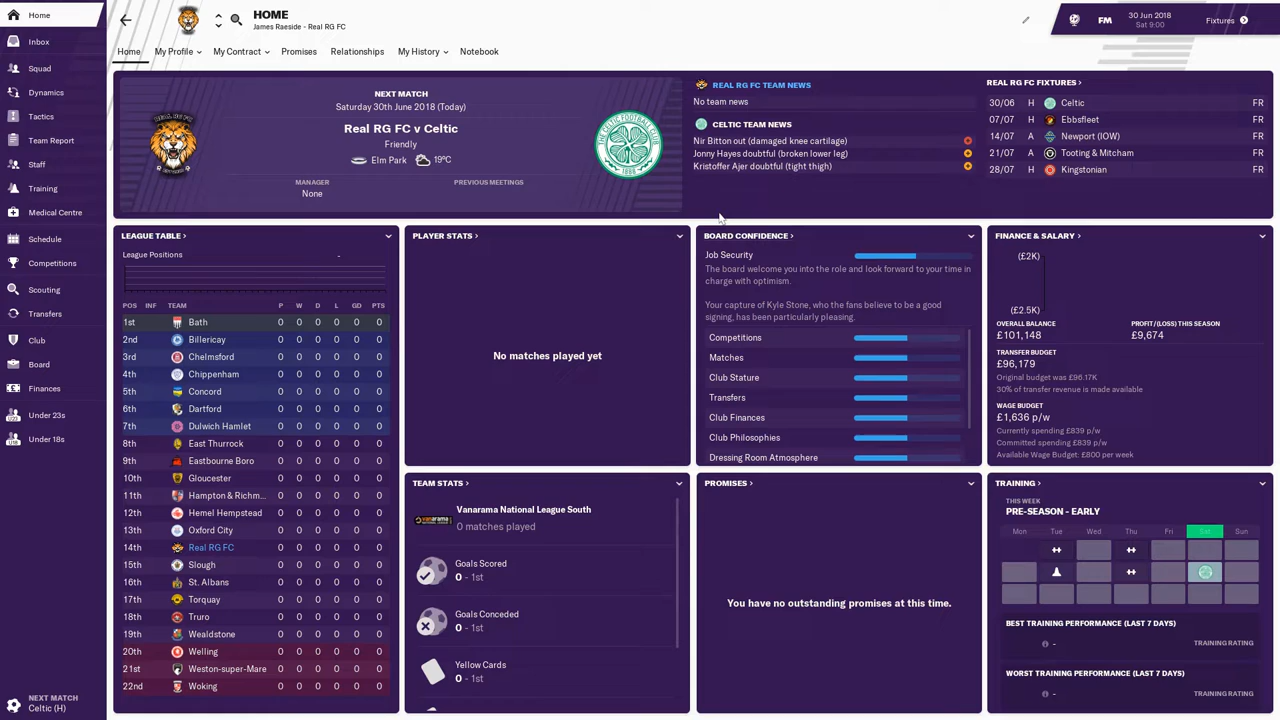 Home
Inbox
Squad
Dynamics
Tactics
Team Report
Staff
Training
Medical Centre
Schedule
Competitions
Scouting
Transfers
Club
Board
Finances
Under 23s
Under 18s
NEXT MATCH
Celtic (H)
HOME
James Raeside - Real RG FC
FM
30 Jun 2018
Sat 9:00
Fixtures
Home
My Profile
My Contract
Promises
Relationships
My History
Notebook
NEXT MATCH
Saturday 30th June 2018 (Today)
Real RG FC v Celtic
Friendly
Elm Park 19°C
MANAGER
None
PREVIOUS MEETINGS
THE CELTIC FOOTBALL CLUB
1888
REAL RG FC TEAM NEWS
No team news
CELTIC TEAM NEWS
Nir Bitton out (damaged knee cartilage)
Jonny Hayes doubtful (broken lower leg)
Kristoffer Ajer doubtful (tight thigh)
REAL RG FC FIXTURES >
30/06 H Celtic FR
07/07 H Ebbsfleet FR
14/07 A Newport (IOW) FR
21/07 A Tooting & Mitcham FR
28/07 H Kingstonian FR
LEAGUE TABLE >
League Positions -
POS INF TEAM P W D L GD PTS
1st Bath 0 0 0 0 0 0
2nd Billericay 0 0 0 0 0 0
3rd Chelmsford 0 0 0 0 0 0
4th Chippenham 0 0 0 0 0 0
5th Concord 0 0 0 0 0 0
6th Dartford 0 0 0 0 0 0
7th Dulwich Hamlet 0 0 0 0 0 0
8th East Thurrock 0 0 0 0 0 0
9th Eastbourne Boro 0 0 0 0 0 0
10th Gloucester 0 0 0 0 0 0
11th Hampton & Richm... 0 0 0 0 0 0
12th Hemel Hempstead 0 0 0 0 0 0
13th Oxford City 0 0 0 0 0 0
14th Real RG FC 0 0 0 0 0 0
15th Slough 0 0 0 0 0 0
16th St. Albans 0 0 0 0 0 0
17th Torquay 0 0 0 0 0 0
18th Truro 0 0 0 0 0 0
19th Wealdstone 0 0 0 0 0 0
20th Welling 0 0 0 0 0 0
21st Weston-super-Mare 0 0 0 0 0 0
22nd Woking 0 0 0 0 0 0
PLAYER STATS >
No matches played yet
BOARD CONFIDENCE >
Job Security
The board welcome you into the role and look forward to your time in
charge with optimism.
Your capture of Kyle Stone, who the fans believe to be a good
signing, has been particularly pleasing.
Competitions
Matches
Club Stature
Transfers
Club Finances
Club Philosophies
Dressing Room Atmosphere
FINANCE & SALARY >
(£2K)
(£2.5K)
OVERALL BALANCE
£101,148
PROFIT/(LOSS) THIS SEASON
£9,674
TRANSFER BUDGET
£96,179
Original budget was £96.17K
30% of transfer revenue is made available
WAGE BUDGET
£1,636 p/w
Currently spending £839 p/w
Committed spending £839 p/w
Available Wage Budget: £800 per week
TEAM STATS >
vanarama
Vanarama National League South
0 matches played
Goals Scored
0 - 1st
Goals Conceded
0 - 1st
Yellow Cards
0 - 1st
PROMISES >
You have no outstanding promises at this time.
TRAINING >
THIS WEEK
PRE-SEASON - EARLY
Mon Tue Wed Thu Fri Sat Sun
BEST TRAINING PERFORMANCE (LAST 7 DAYS)
- TRAINING RATING
WORST TRAINING PERFORMANCE (LAST 7 DAYS)
- TRAINING RATING